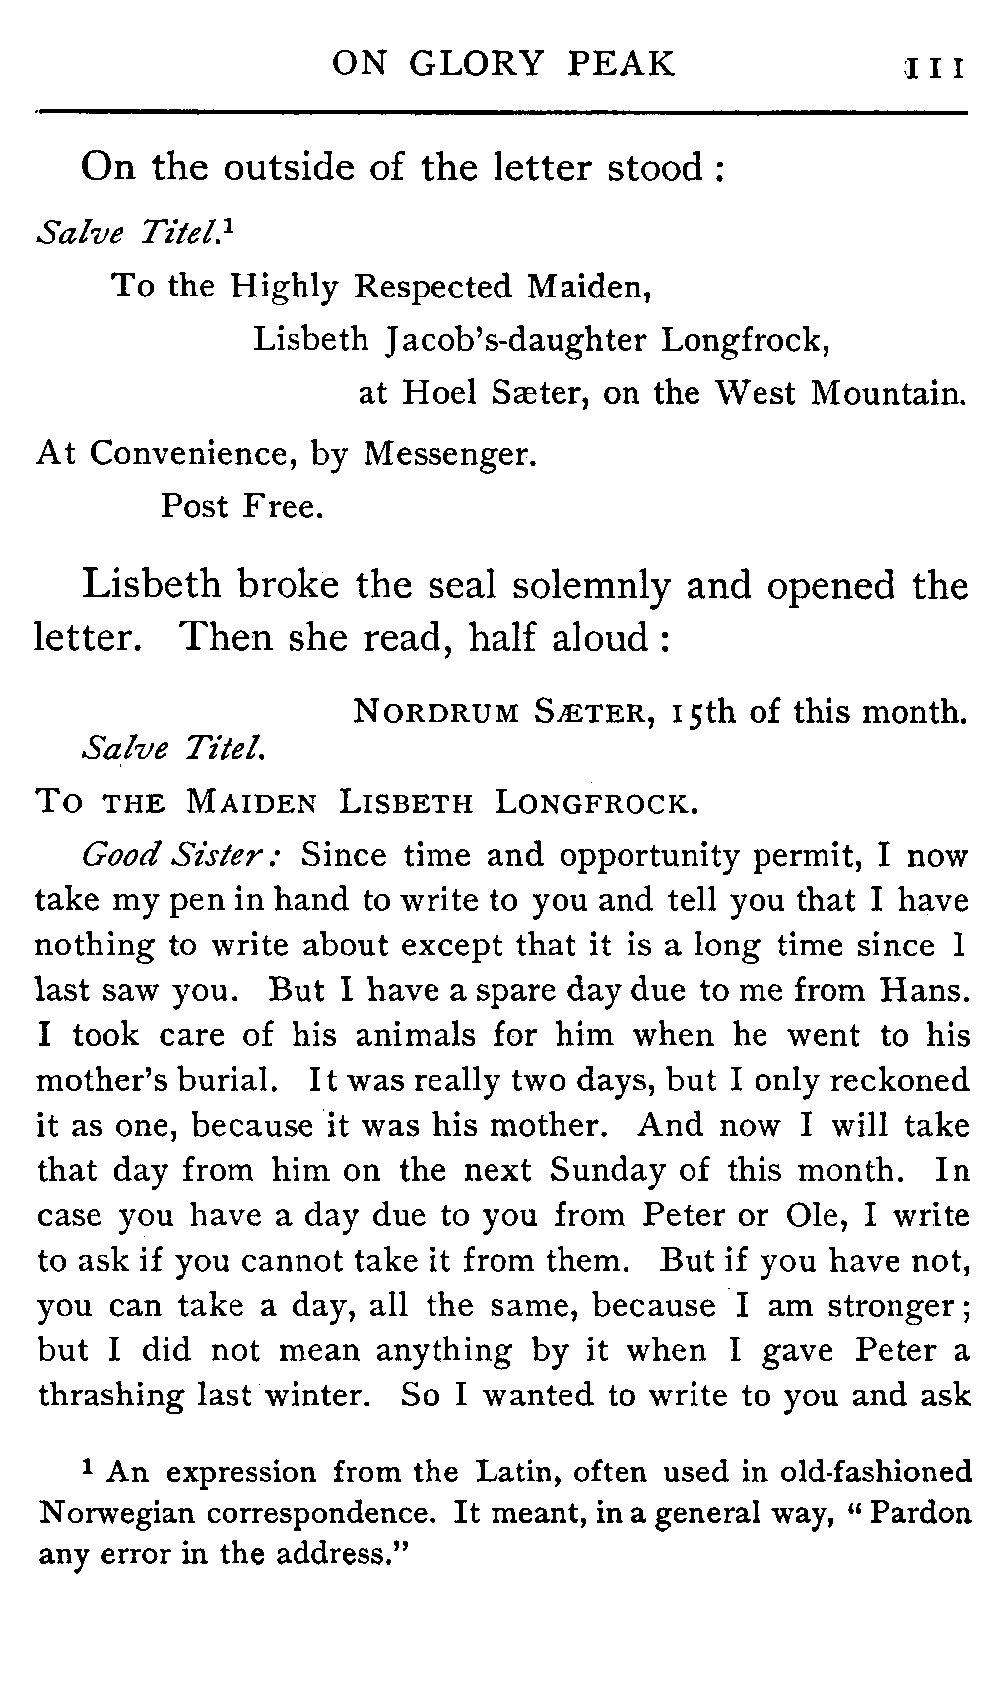 ON GLORY PEAK 111
On the outside of the letter stood :
Salve Titel.¹
To the Highly Respected Maiden,
Lisbeth Jacob's-daughter Longfrock,
at Hoel Sæter, on the West Mountain.
At Convenience, by Messenger.
Post Free.
Lisbeth broke the seal solemnly and opened the
letter. Then she read, half aloud :
NORDRUM SÆTER, 15th of this month.
Salve Titel.
TO THE MAIDEN LISBETH LONGFROCK.
Good Sister: Since time and opportunity permit, I now
take my pen in hand to write to you and tell you that I have
nothing to write about except that it is a long time since I
last saw you. But I have a spare day due to me from Hans.
I took care of his animals for him when he went to his
mother's burial. It was really two days, but I only reckoned
it as one, because it was his mother. And now I will take
that day from him on the next Sunday of this month. In
case you have a day due to you from Peter or Ole, I write
to ask if you cannot take it from them. But if you have not,
you can take a day, all the same, because I am stronger;
but I did not mean anything by it when I gave Peter a
thrashing last winter. So I wanted to write to you and ask
¹ An expression from the Latin, often used in old-fashioned
Norwegian correspondence. It meant, in a general way, “Pardon
any error in the address.”